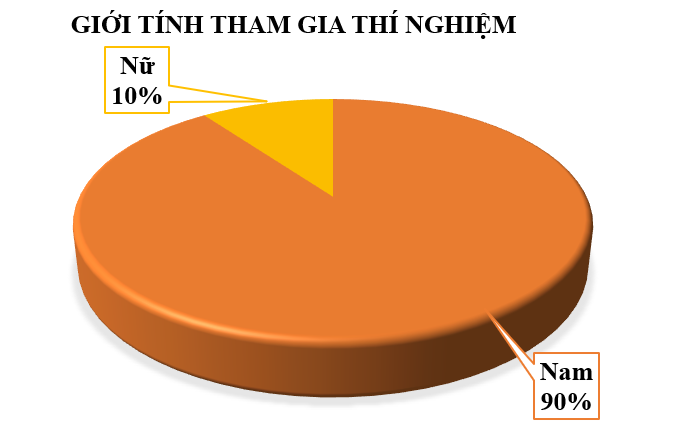 GIỚI TÍNH THAM GIA THÍ NGHIỆM
Nữ
10%
Nam
90%